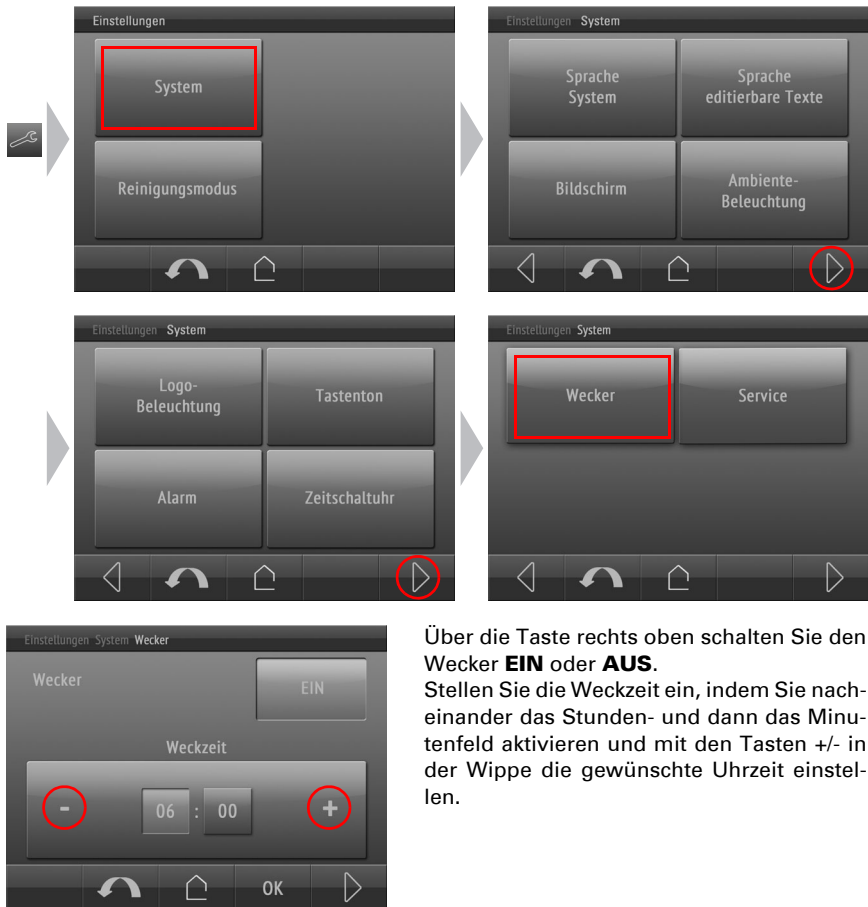 Einstellungen
System
Reinigungsmodus
Einstellungen System
Sprache
System
Sprache
editierbare Texte
Bildschirm
Ambiente-
Beleuchtung
Einstellungen System
Logo-
Beleuchtung
Tastenton
Alarm
Zeitschaltuhr
Einstellungen System
Wecker
Service
Einstellungen System Wecker
Wecker
EIN
Weckzeit
- 06 : 00 +
OK
Über die Taste rechts oben schalten Sie den
Wecker EIN oder AUS.
Stellen Sie die Weckzeit ein, indem Sie nach-
einander das Stunden- und dann das Minu-
tenfeld aktivieren und mit den Tasten +/- in
der Wippe die gewünschte Uhrzeit einstel-
len.